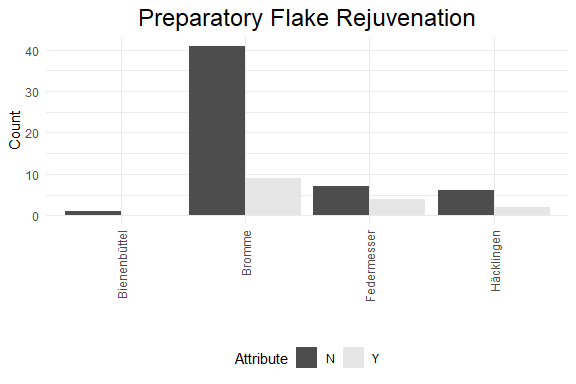 Preparatory Flake Rejuvenation
Count
40
30
20
10
0
Bienenbüttel
Bromme
Federmesser
Häcklingen
Attribute N Y